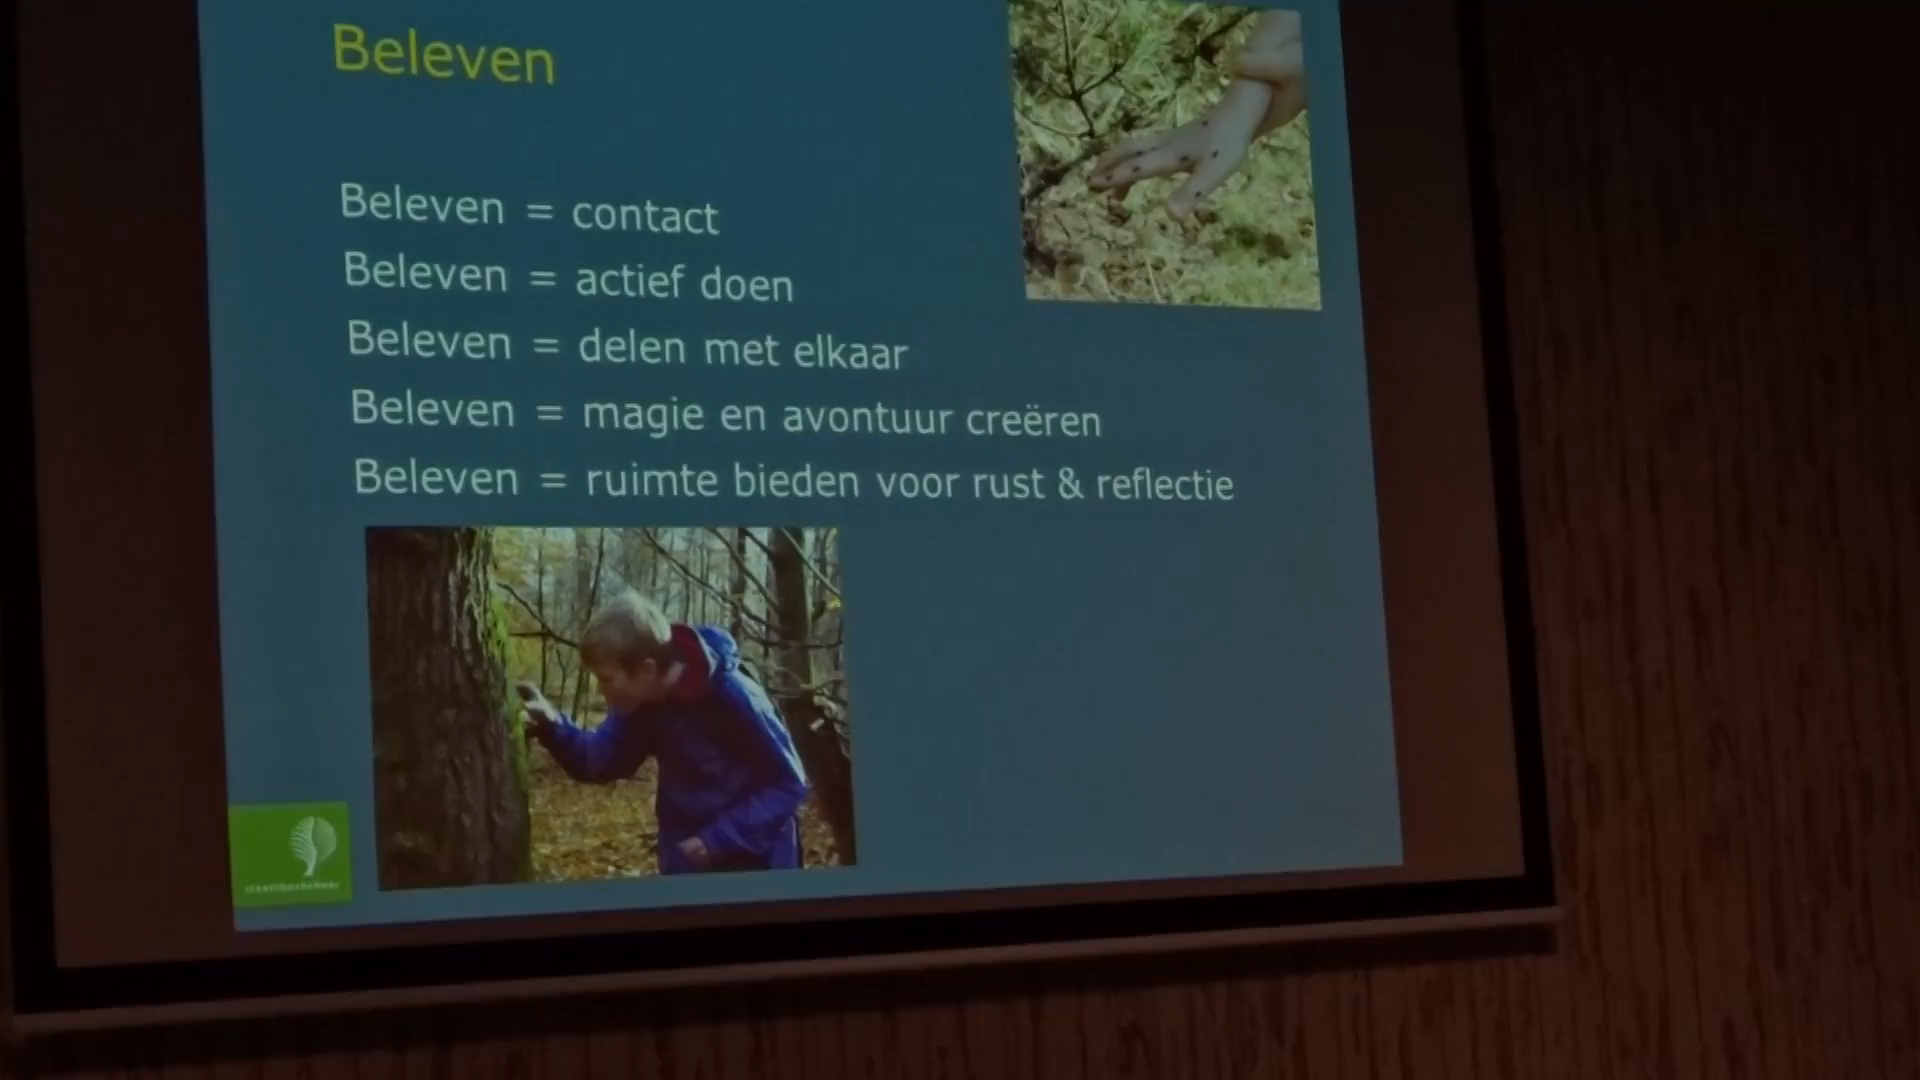 Beleven
Beleven = contact
Beleven = actief doen
Beleven = delen met elkaar
Beleven = magie en avontuur creëren
Beleven = ruimte bieden voor rust & reflectie
staatsbosbeheer